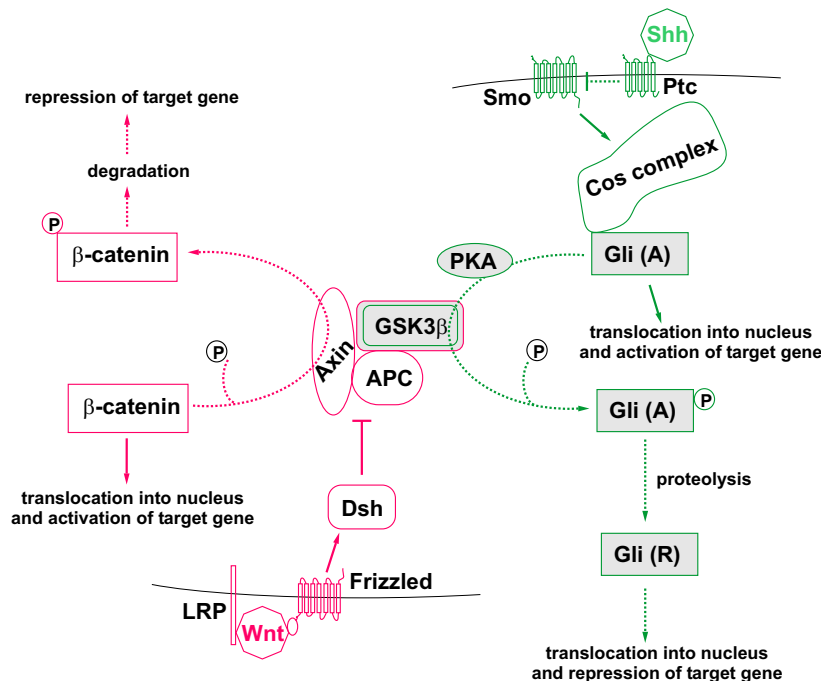 Shh
Smo
Ptc
repression of target gene
Cos complex
degradation
P
β-catenin
PKA
Gli (A)
GSK3β
translocation into nucleus
and activation of target gene
P
Axin
APC
P
β-catenin
Gli (A)
P
proteolysis
translocation into nucleus
and activation of target gene
Dsh
Gli (R)
Frizzled
LRP
Wnt
translocation into nucleus
and repression of target gene